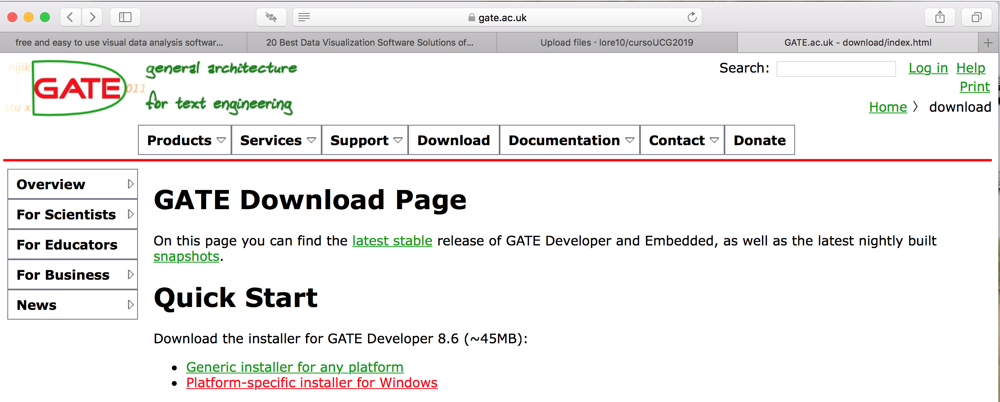 gate.ac.uk
free and easy to use visual data analysis softwar...
20 Best Data Visualization Software Solutions of...
Upload files · lore10/cursoUCG2019
GATE.ac.uk - download/index.html
hijik
GATE
011
stu x
general architecture
for text engineering
Search:
Log in Help
Print
Home 〉 download
Products
Services
Support
Download
Documentation
Contact
Donate
Overview
For Scientists
For Educators
For Business
News
GATE Download Page
On this page you can find the latest stable release of GATE Developer and Embedded, as well as the latest nightly built
snapshots.
Quick Start
Download the installer for GATE Developer 8.6 (~45MB):
• Generic installer for any platform
• Platform-specific installer for Windows